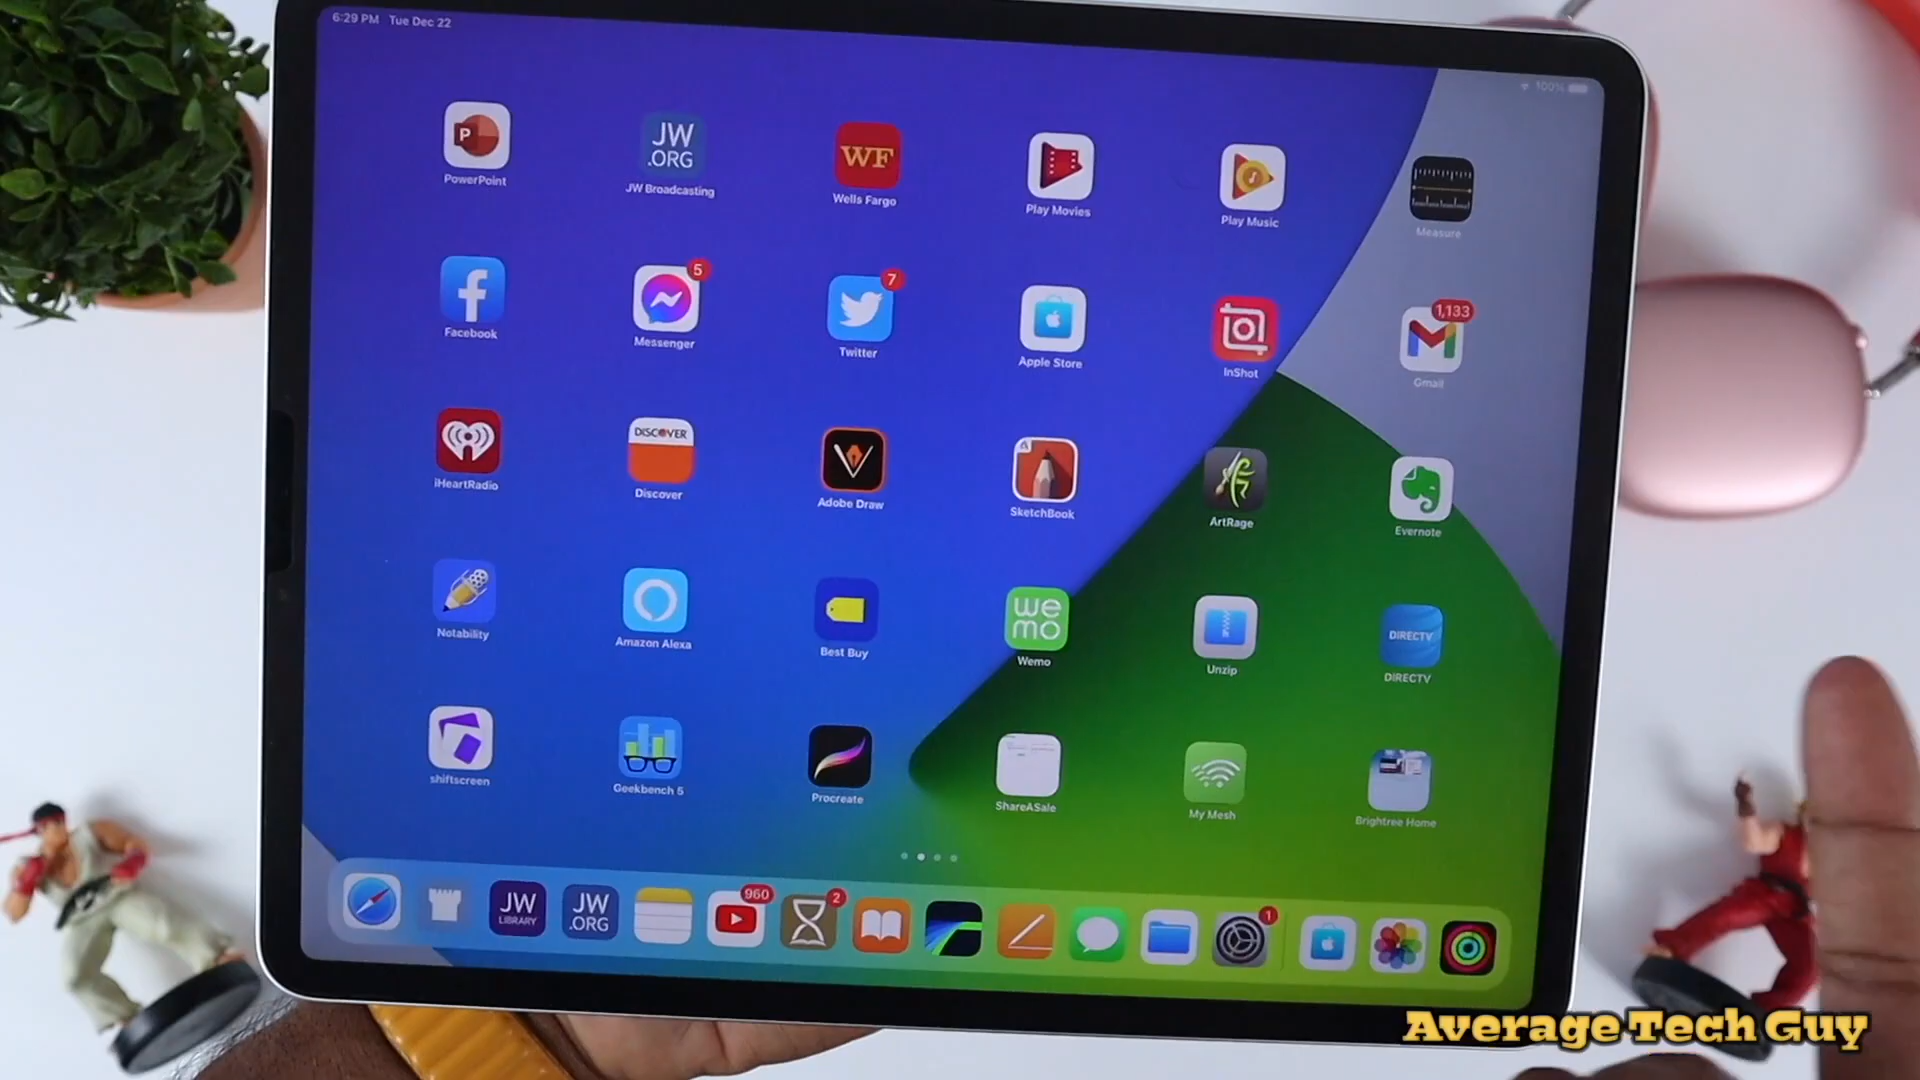 6:29 PM Tue Dec 22
100%
P
PowerPoint
JW
.ORG
JW Broadcasting
WF
Wells Fargo
Play Movies
Play Music
Measure
Facebook
5
Messenger
7
Twitter
Apple Store
InShot
1,133
Gmail
iHeartRadio
DISCOVER
Discover
Adobe Draw
SketchBook
ArtRage
Evernote
Notability
Amazon Alexa
Best Buy
we
mo
Wemo
Unzip
DIRECTV
DIRECTV
shiftscreen
Geekbench 5
Procreate
ShareASale
My Mesh
Brightree Home
JW
LIBRARY
JW
.ORG
960
2
1
Average Tech Guy